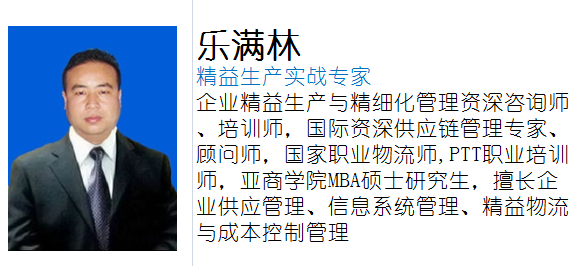 乐满林
精益生产实战专家
企业精益生产与精细化管理资深咨询师
、培训师，国际资深供应链管理专家、
顾问师，国家职业物流师,PTT职业培训
师，亚商学院MBA硕士研究生，擅长企
业供应管理、信息系统管理、精益物流
与成本控制管理